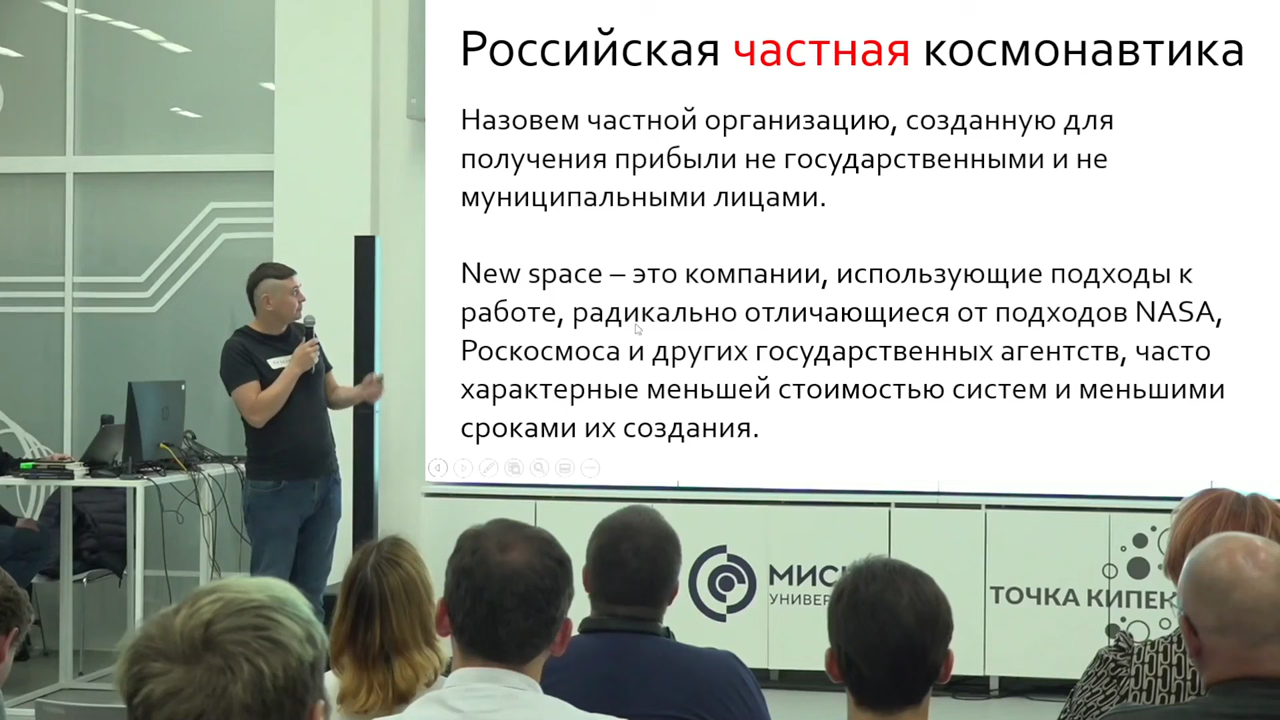 Российская частная космонавтика
Назовем частной организацию, созданную для
получения прибыли не государственными и не
муниципальными лицами.
New space – это компании, использующие подходы к
работе, радикально отличающиеся от подходов NASA,
Роскосмоса и других государственных агентств, часто
характерные меньшей стоимостью систем и меньшими
сроками их создания.
ТОЧКА